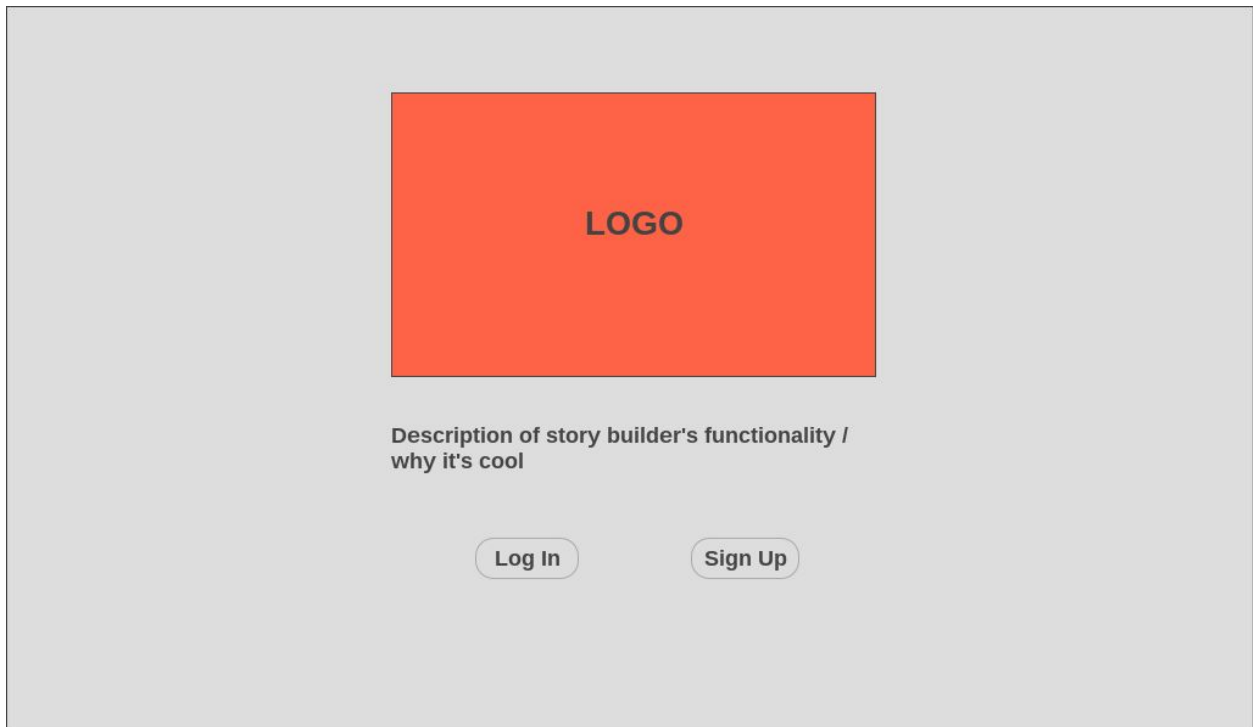 LOGO
Description of story builder's functionality /
why it's cool
Log In
Sign Up